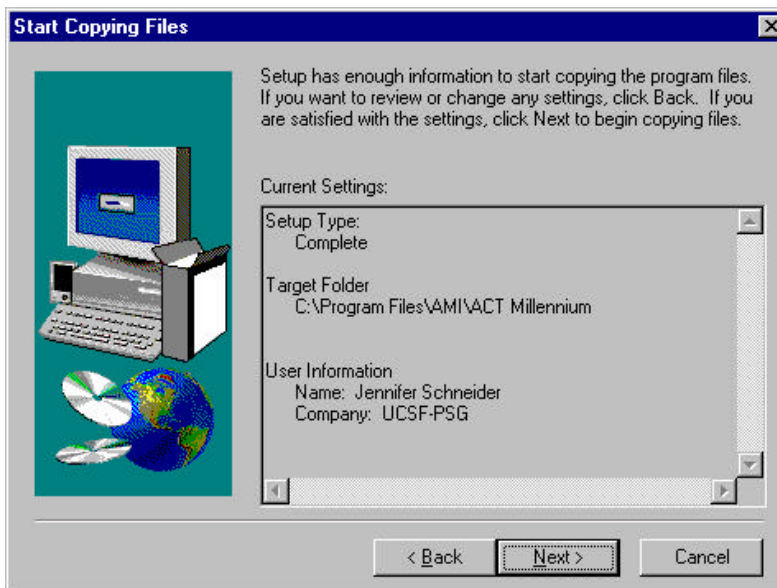 Start Copying Files
Setup has enough information to start copying the program files.
If you want to review or change any settings, click Back. If you
are satisfied with the settings, click Next to begin copying files.
Current Settings:
Setup Type:
Complete
Target Folder
C:\Program Files\AMI\ACT Millennium
User Information
Name: Jennifer Schneider
Company: UCSF-PSG
< Back
Next >
Cancel